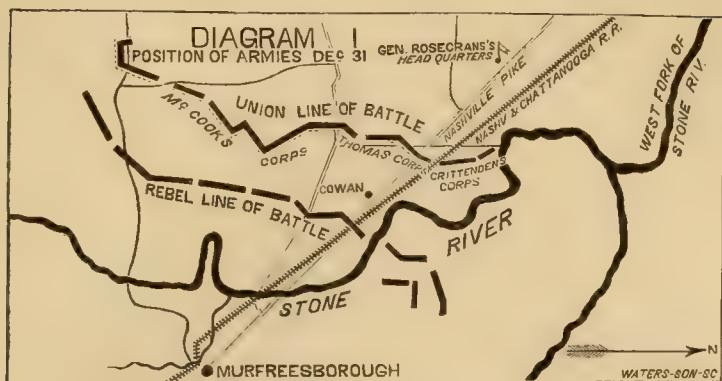 DIAGRAM 1
POSITION OF ARMIES DEC 31
GEN. ROSECRANS'S
HEAD QUARTERS
NASHVILLE PIKE
NASHV & CHATTANOOGA R.R.
WEST FORK OF
STONE RIV.
UNION LINE OF BATTLE
MC COOKS
CORPS
THOMAS CORPS
CRITTENDENS
CORPS
COWAN
REBEL LINE OF BATTLE
STONE
RIVER
MURFREESBOROUGH
N
WATERS-SON-SC